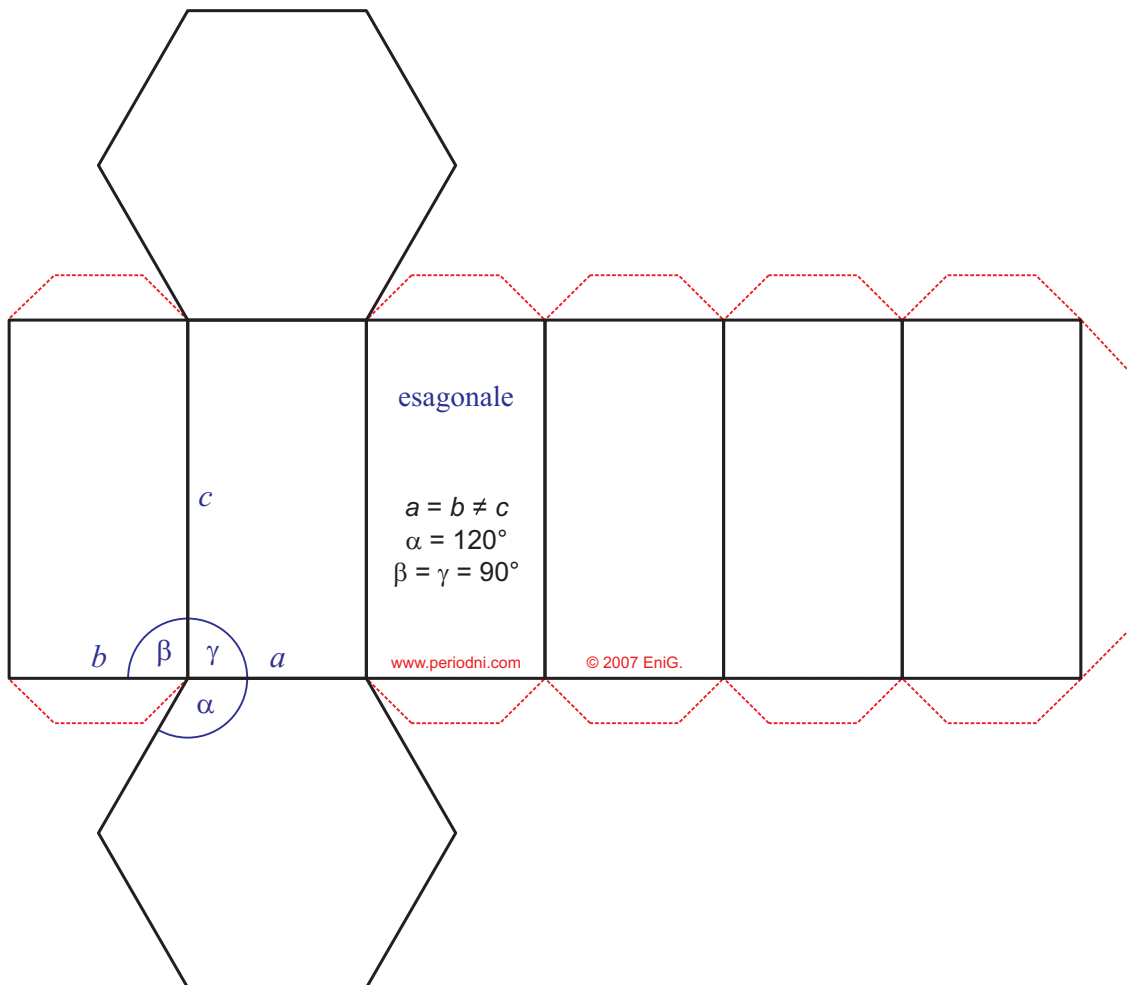 esagonale
c
a = b ≠ c
α = 120°
β = γ = 90°
b β γ a
www.periodni.com © 2007 EniG.
α